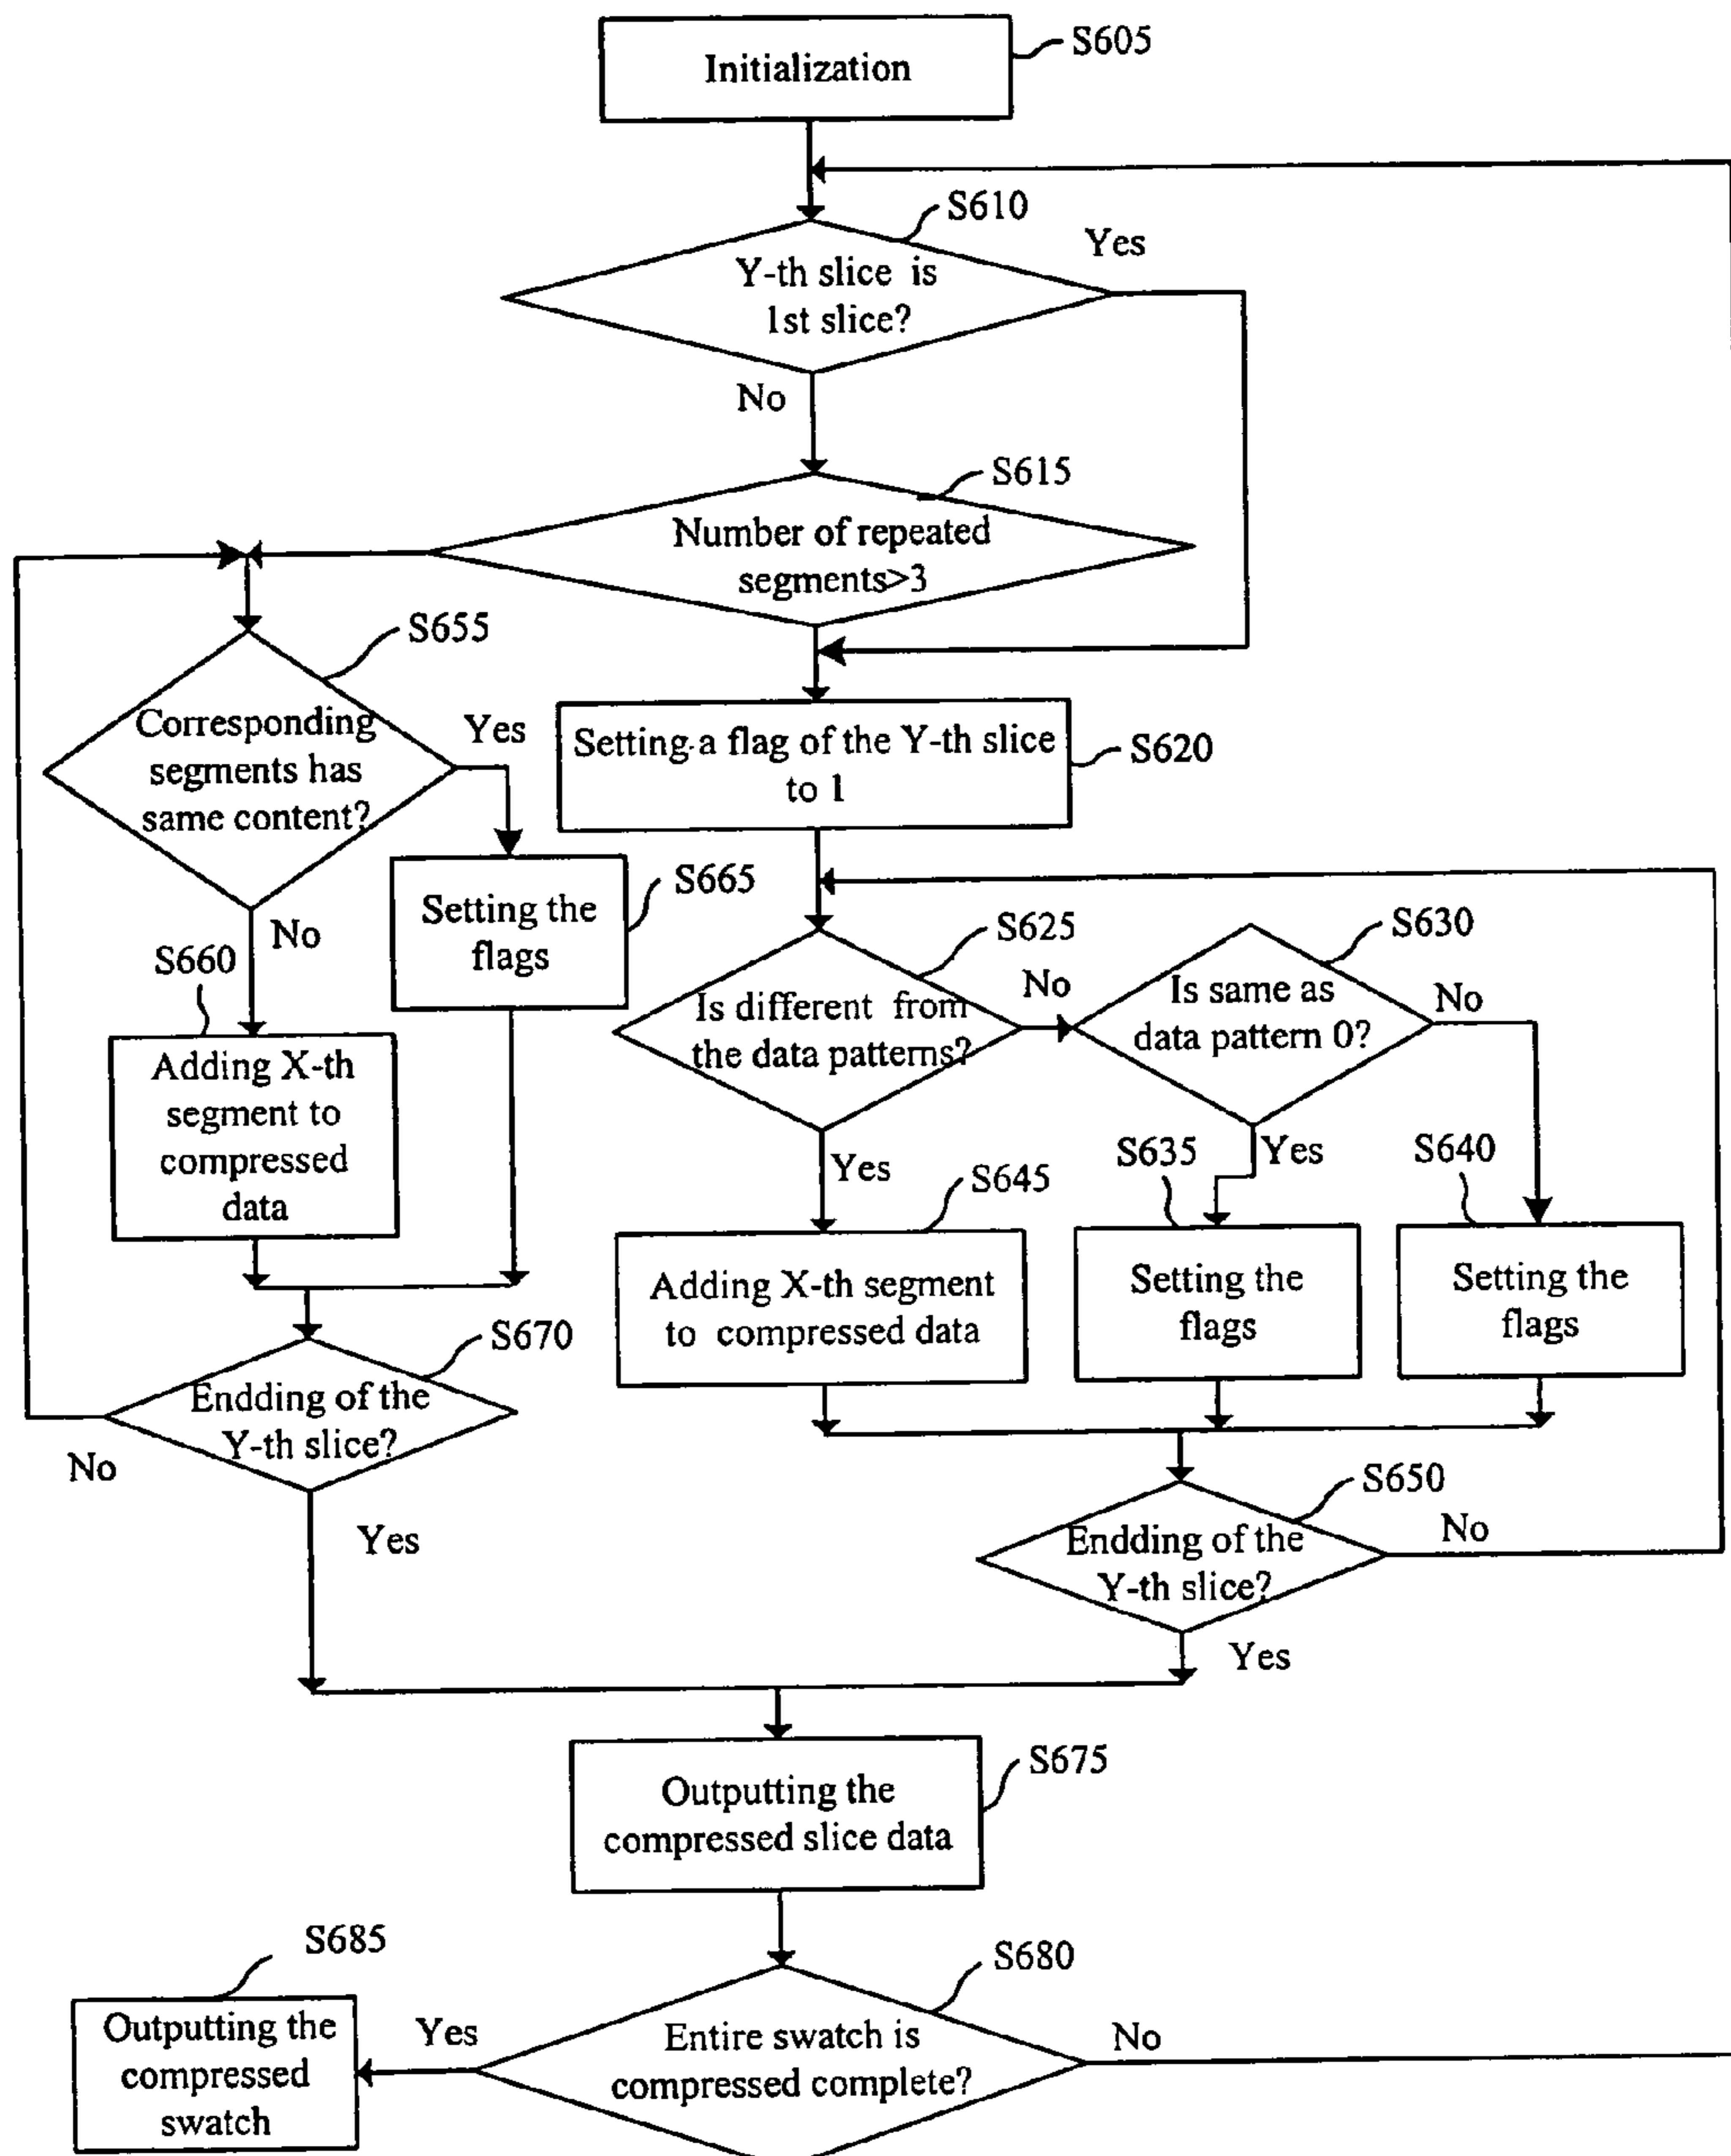 Initialization
S605
S610
Yes
Y-th slice is
1st slice?
No
S615
Number of repeated
segments>3
S655
Corresponding
segments has
same content?
Yes
Setting a flag of the Y-th slice
to 1
S620
No
S665
Setting the
flags
S660
Adding X-th
segment to
compressed
data
S625
Is different from
the data patterns?
No
S630
Is same as
data pattern 0?
No
Yes
S645
Adding X-th segment
to compressed data
S635
Yes
Setting the
flags
S640
Setting the
flags
S670
Endding of the
Y-th slice?
No
Yes
S650
Endding of the
Y-th slice?
No
Yes
S675
Outputting the
compressed slice data
S685
Outputting the
compressed
swatch
Yes
S680
Entire swatch is
compressed complete?
No